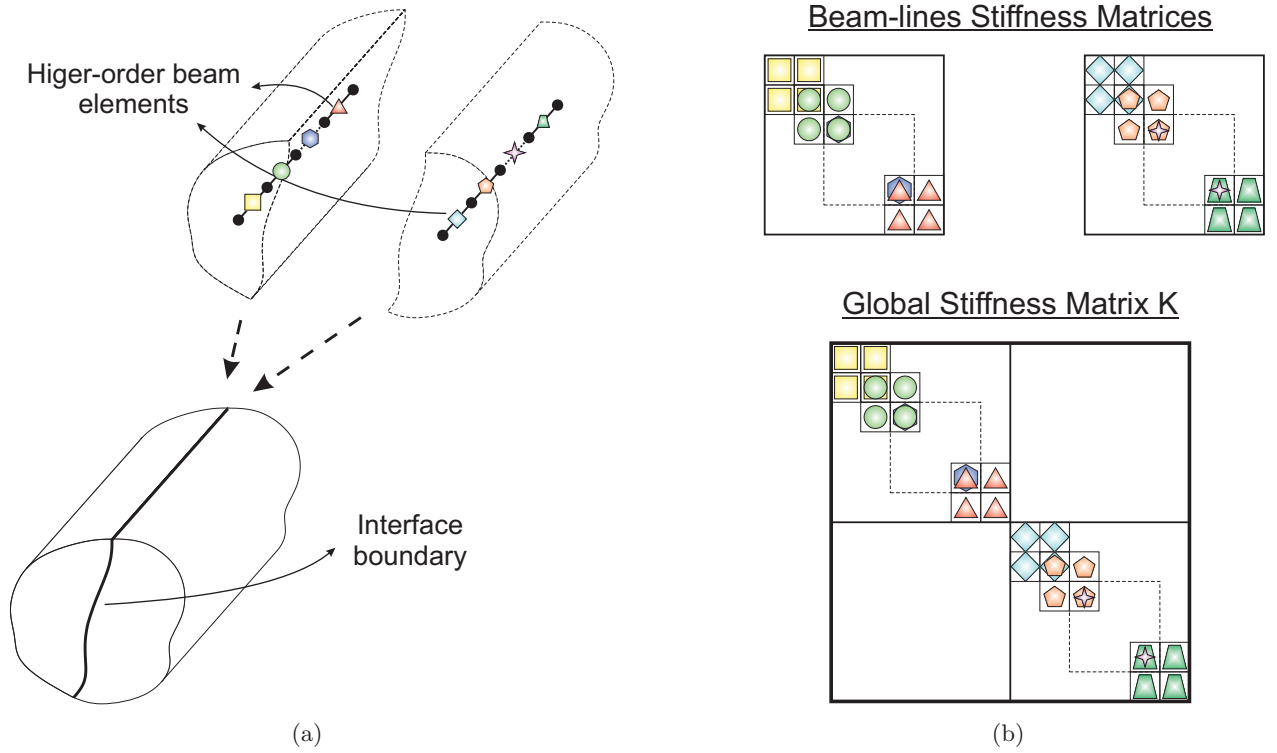 Higer-order beam
elements
Interface
boundary
(a)
Beam-lines Stiffness Matrices
Global Stiffness Matrix K
(b)